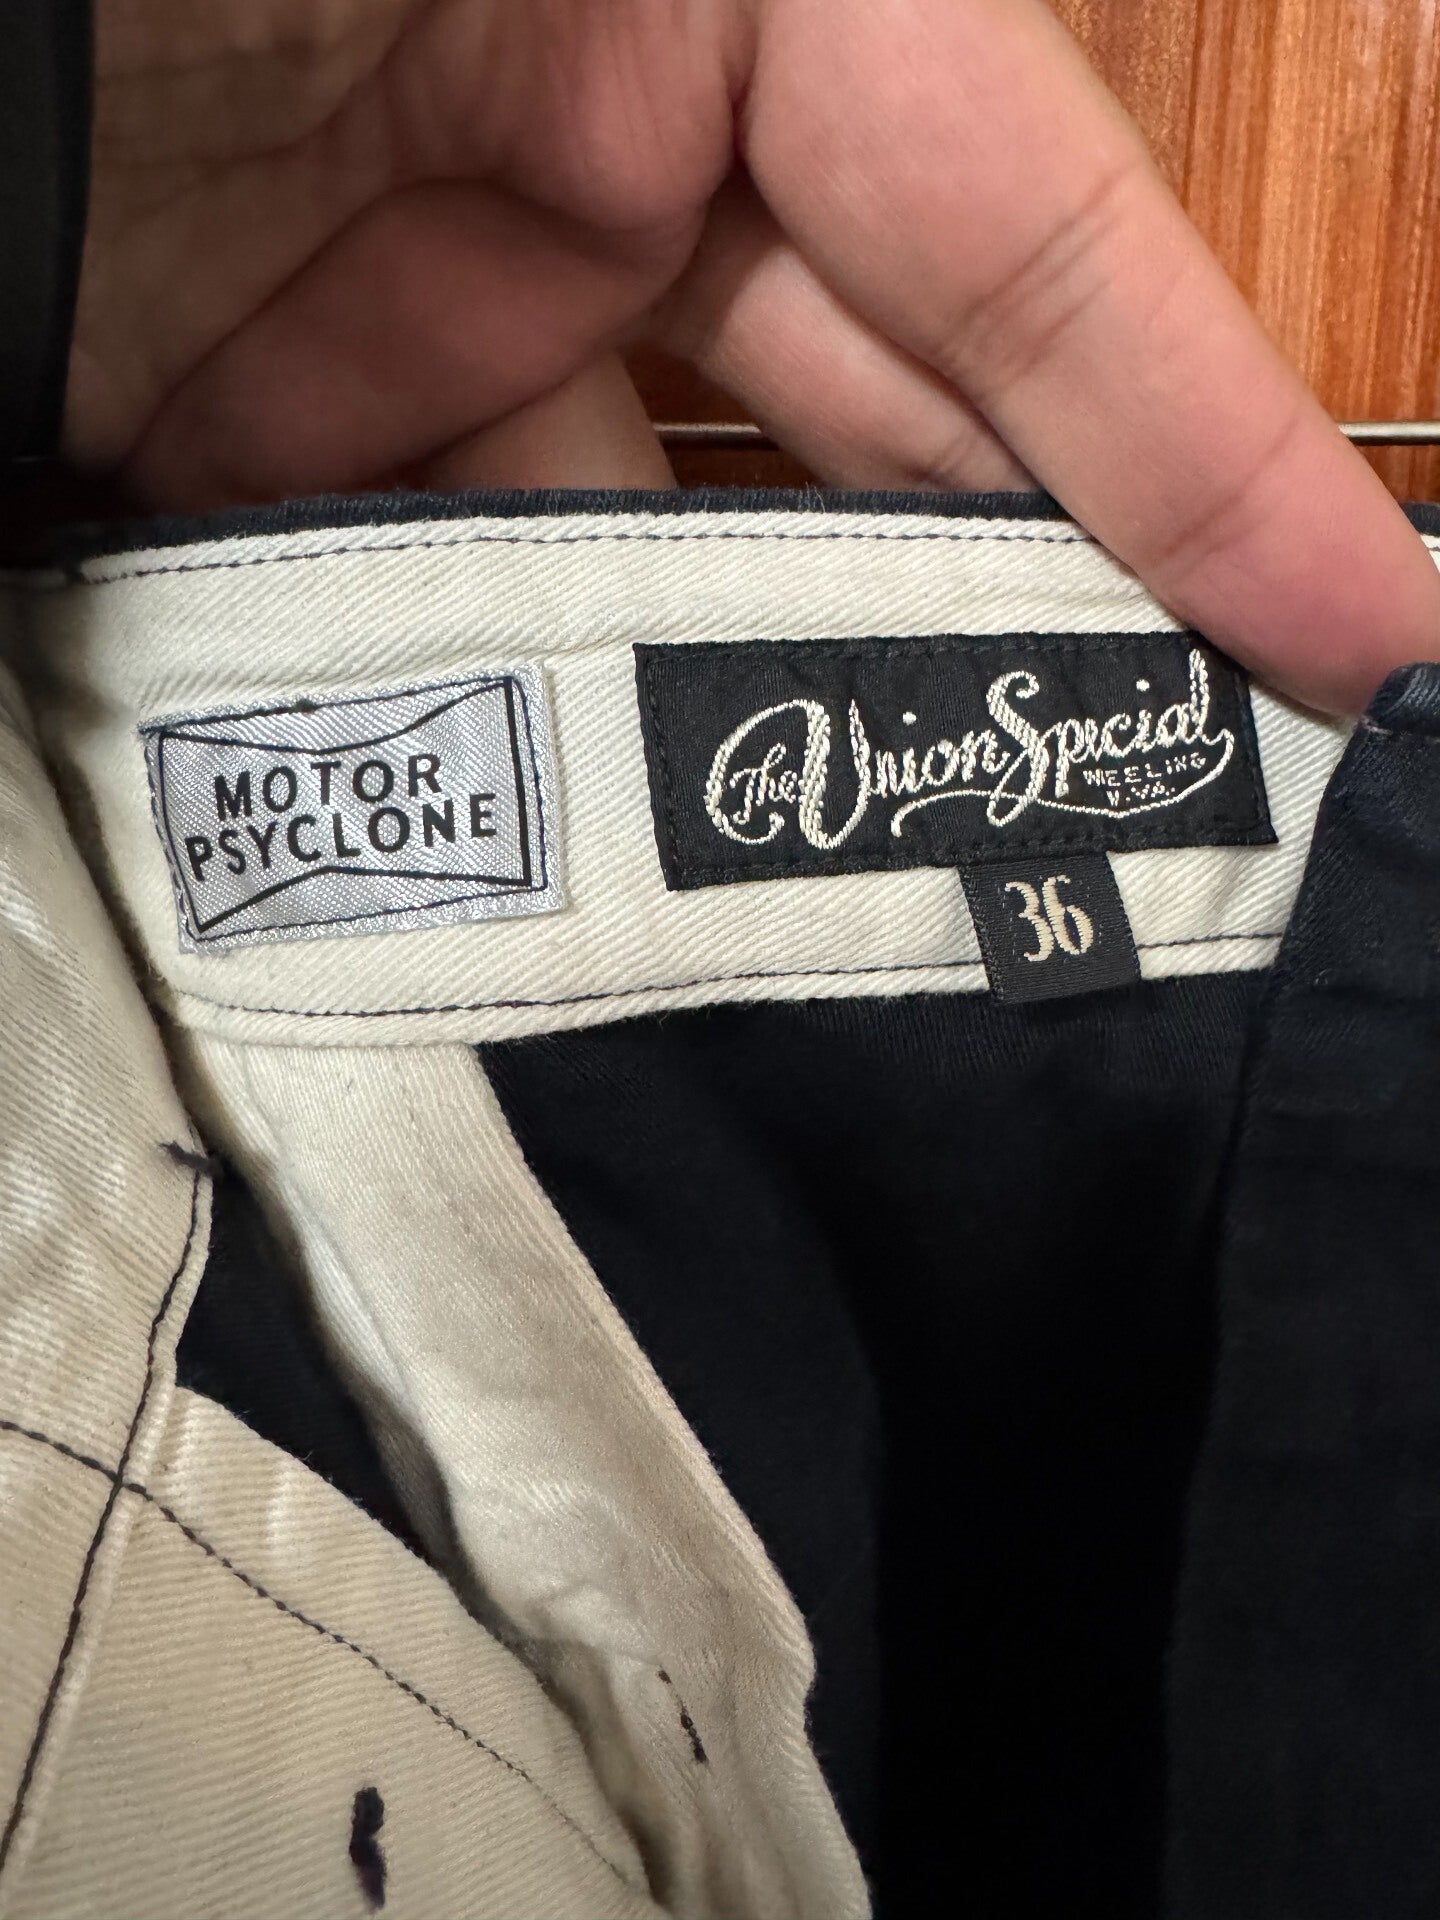 MOTOR
PSYCLONE
The Union Special
WEELING
W.VA.
36